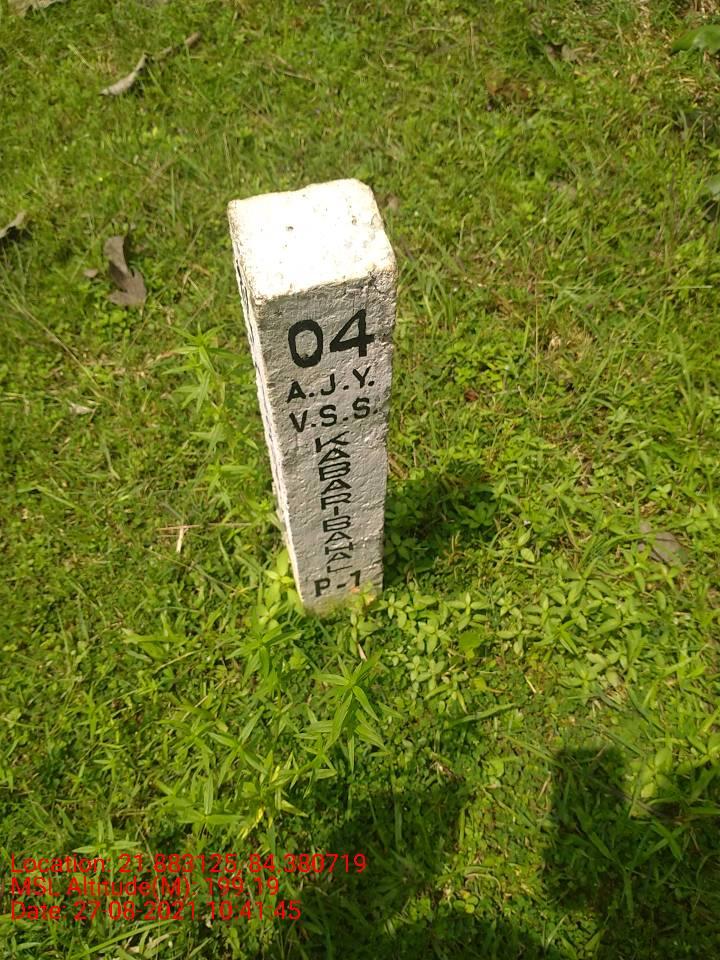 04
A.J.Y.
V.S.S.
KABARIBAHAL
P-1
Location: 21.883125, 84.380719
MSL Altitude(M). 199.19
Date: 27-08-2021 10:41:45